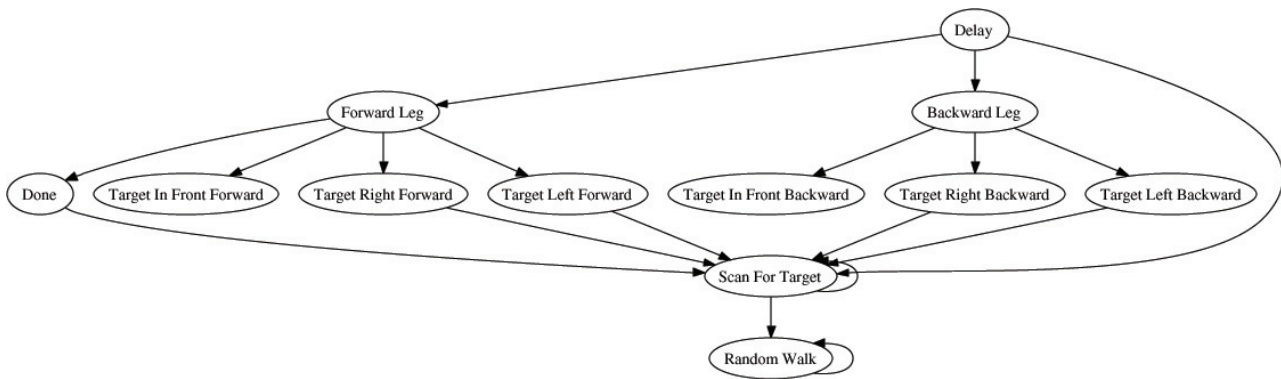 Delay
Forward Leg
Backward Leg
Done
Target In Front Forward
Target Right Forward
Target Left Forward
Target In Front Backward
Target Right Backward
Target Left Backward
Scan For Target
Random Walk